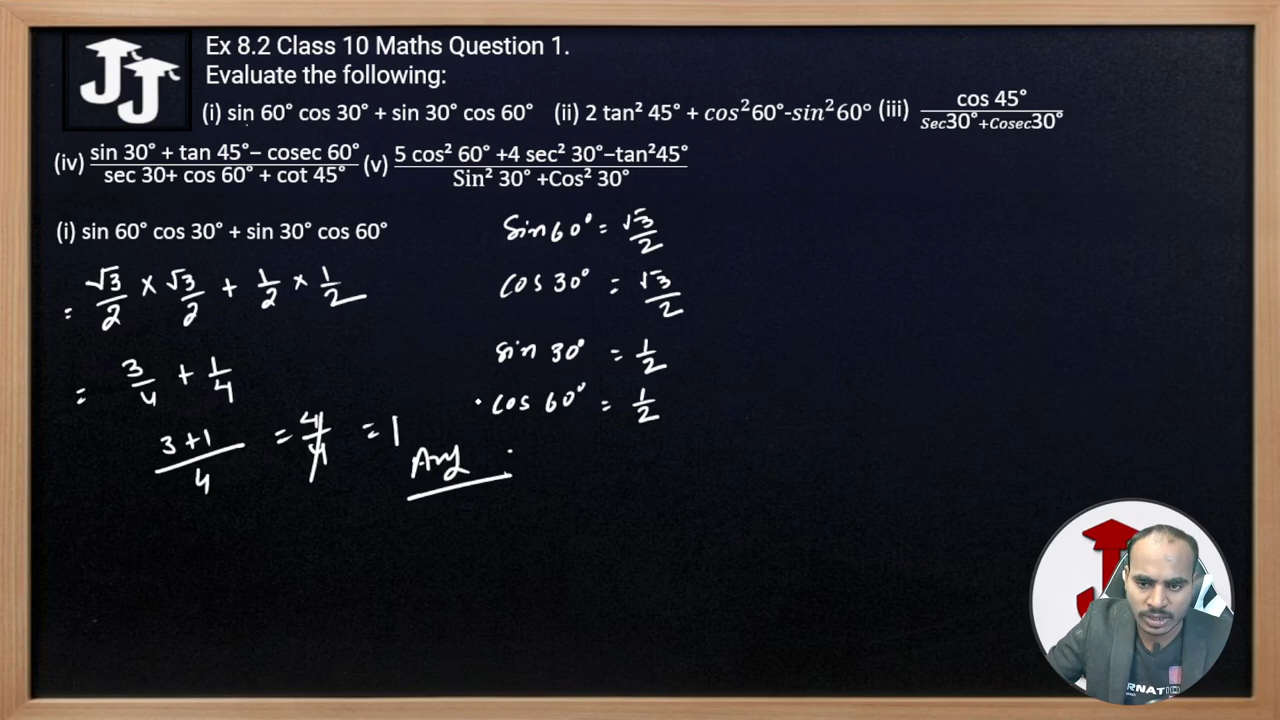 JJ
Ex 8.2 Class 10 Maths Question 1.
Evaluate the following:
(i) sin 60° cos 30° + sin 30° cos 60° (ii) 2 tan² 45° + cos²60°-sin²60° (iii) cos 45° / Sec30°+Cosec30°
(iv) sin 30° + tan 45°– cosec 60° / sec 30+ cos 60° + cot 45° (v) 5 cos² 60° +4 sec² 30°–tan²45° / Sin² 30° +Cos² 30°
(i) sin 60° cos 30° + sin 30° cos 60°
= √3/2 × √3/2 + 1/2 × 1/2
= 3/4 + 1/4
3+1/4 = 4/4 = 1
Ans
Sin 60° = √3/2
cos 30° = √3/2
sin 30° = 1/2
cos 60° = 1/2
RNATIO